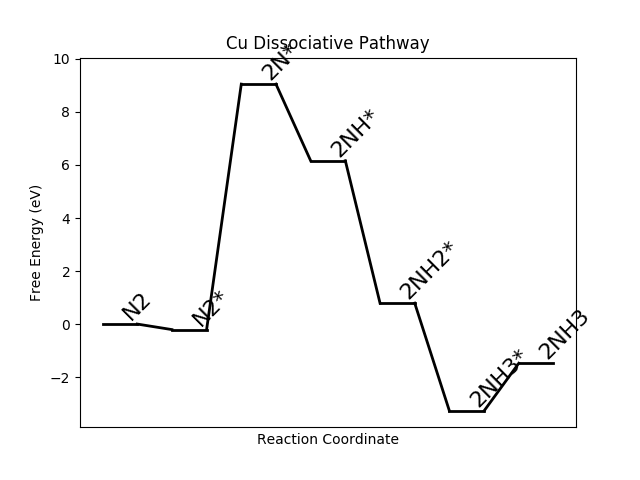 Cu Dissociative Pathway
Free Energy (eV)
10
8
6
4
2
0
−2
N2
N2*
2N*
2NH*
2NH2*
2NH3*
2NH3
Reaction Coordinate